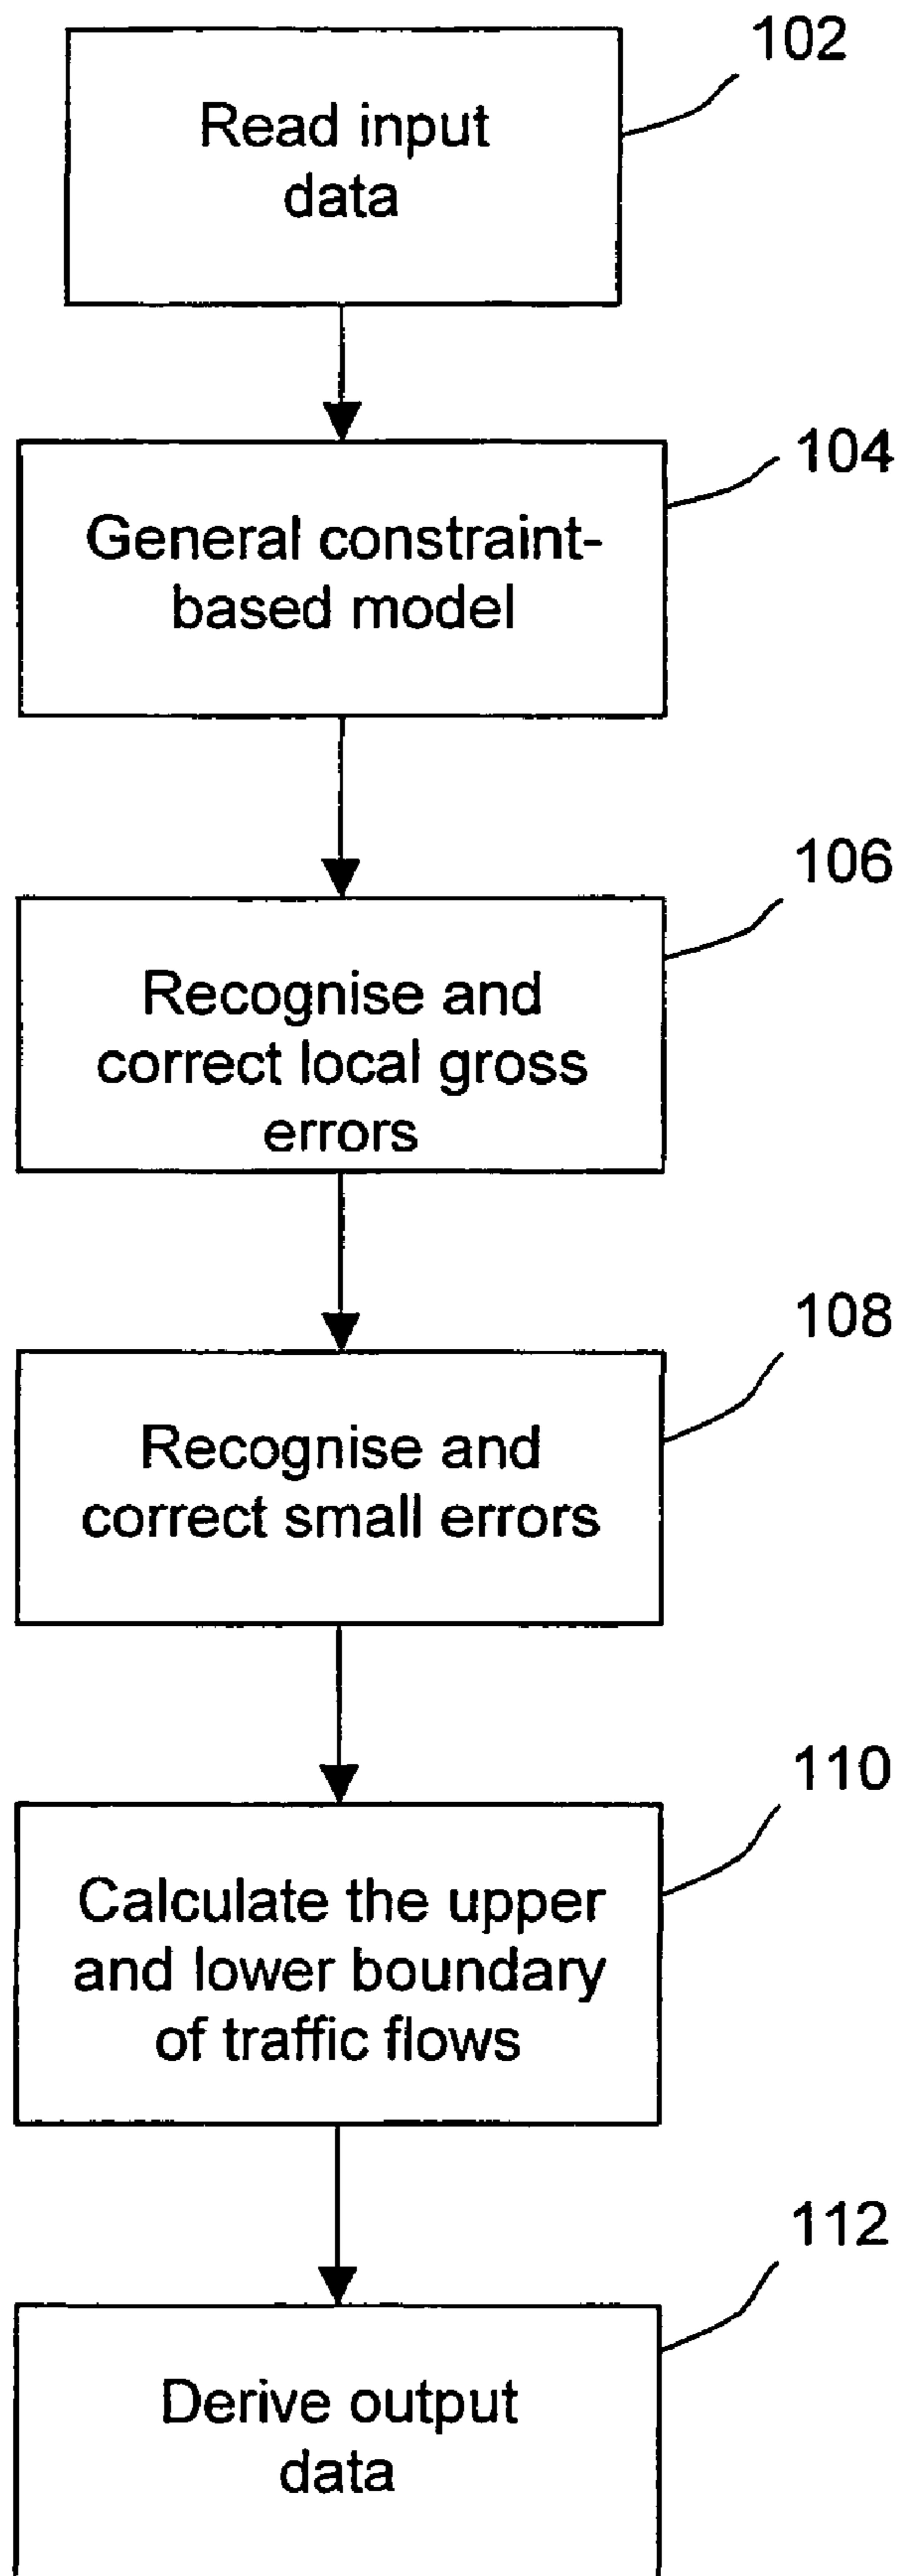 102
Read input
data
104
General constraint-
based model
106
Recognise and
correct local gross
errors
108
Recognise and
correct small errors
110
Calculate the upper
and lower boundary
of traffic flows
112
Derive output
data